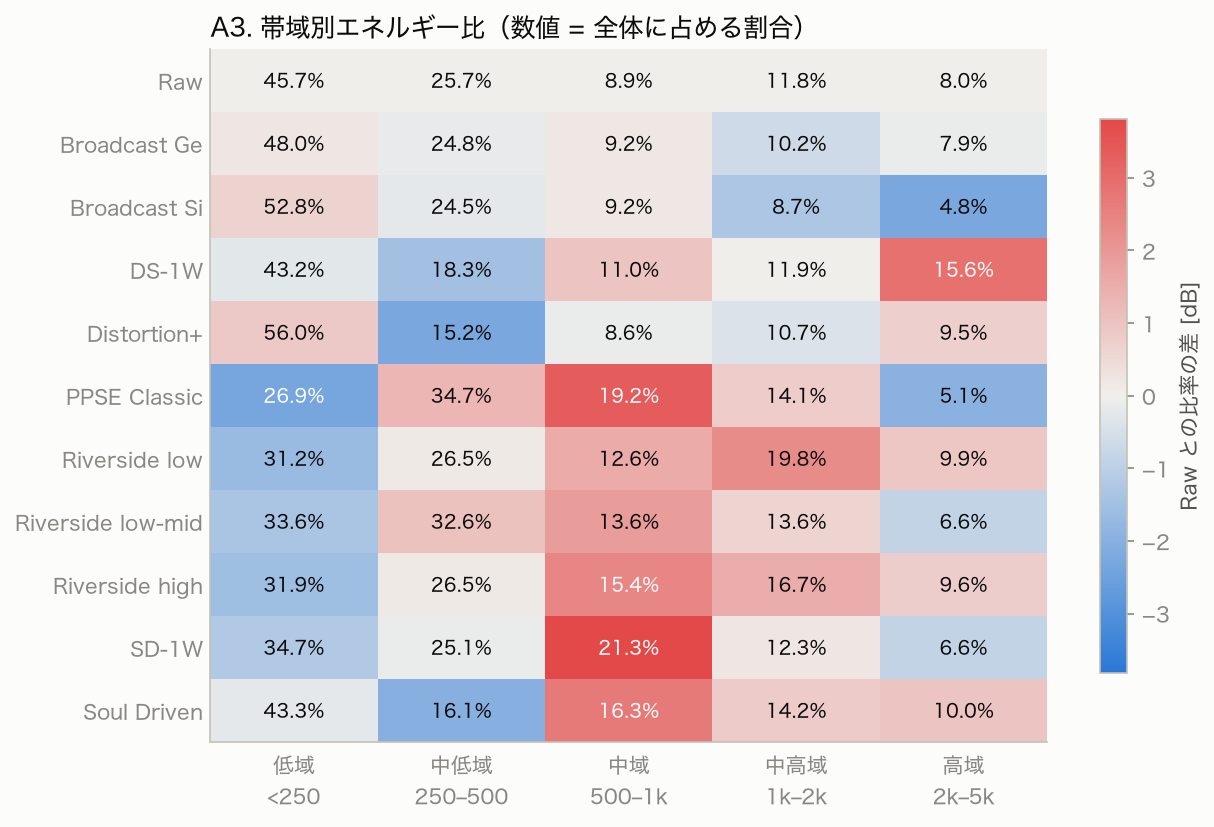 A3. 帯域別エネルギー比（数値 = 全体に占める割合）
Raw 45.7% 25.7% 8.9% 11.8% 8.0%
Broadcast Ge 48.0% 24.8% 9.2% 10.2% 7.9%
Broadcast Si 52.8% 24.5% 9.2% 8.7% 4.8%
DS-1W 43.2% 18.3% 11.0% 11.9% 15.6%
Distortion+ 56.0% 15.2% 8.6% 10.7% 9.5%
PPSE Classic 26.9% 34.7% 19.2% 14.1% 5.1%
Riverside low 31.2% 26.5% 12.6% 19.8% 9.9%
Riverside low-mid 33.6% 32.6% 13.6% 13.6% 6.6%
Riverside high 31.9% 26.5% 15.4% 16.7% 9.6%
SD-1W 34.7% 25.1% 21.3% 12.3% 6.6%
Soul Driven 43.3% 16.1% 16.3% 14.2% 10.0%
低域 中低域 中域 中高域 高域
<250 250–500 500–1k 1k–2k 2k–5k
3
2
1
0
−1
−2
−3
Raw との比率の差 [dB]